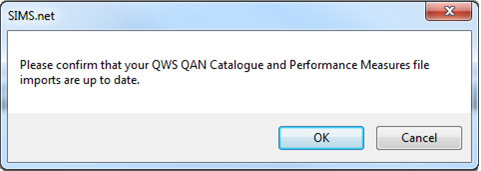 SIMS.net
Please confirm that your QWS QAN Catalogue and Performance Measures file
imports are up to date.
OK
Cancel